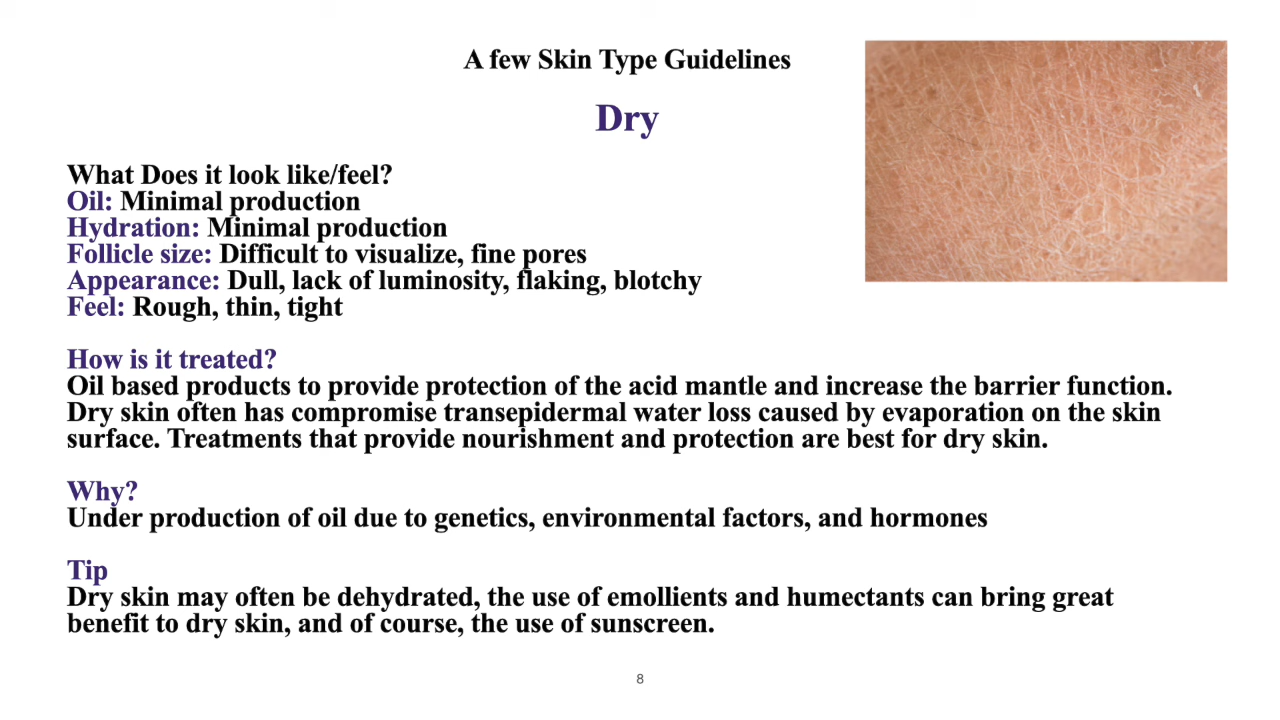 A few Skin Type Guidelines
Dry
What Does it look like/feel?
Oil: Minimal production
Hydration: Minimal production
Follicle size: Difficult to visualize, fine pores
Appearance: Dull, lack of luminosity, flaking, blotchy
Feel: Rough, thin, tight
How is it treated?
Oil based products to provide protection of the acid mantle and increase the barrier function.
Dry skin often has compromise transepidermal water loss caused by evaporation on the skin
surface. Treatments that provide nourishment and protection are best for dry skin.
Why?
Under production of oil due to genetics, environmental factors, and hormones
Tip
Dry skin may often be dehydrated, the use of emollients and humectants can bring great
benefit to dry skin, and of course, the use of sunscreen.
8